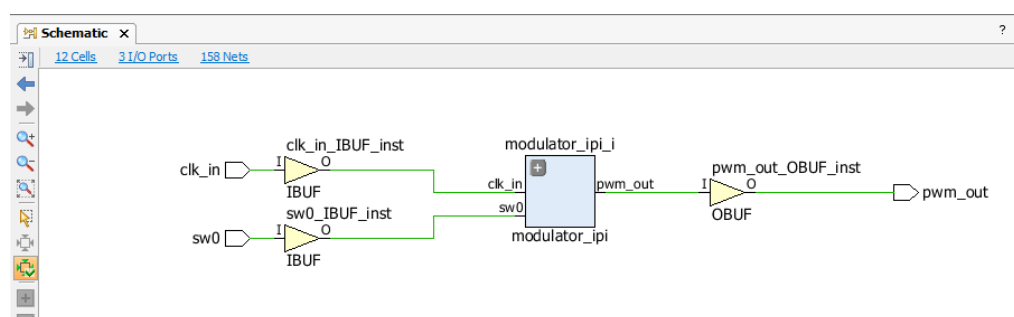 Schematic ×
?
12 Cells 3 I/O Ports 158 Nets
clk_in_IBUF_inst
modulator_ipi_i
clk_in
I
O
IBUF
pwm_out_OBUF_inst
clk_in
pwm_out
I
O
pwm_out
sw0_IBUF_inst
sw0
OBUF
sw0
I
O
modulator_ipi
IBUF